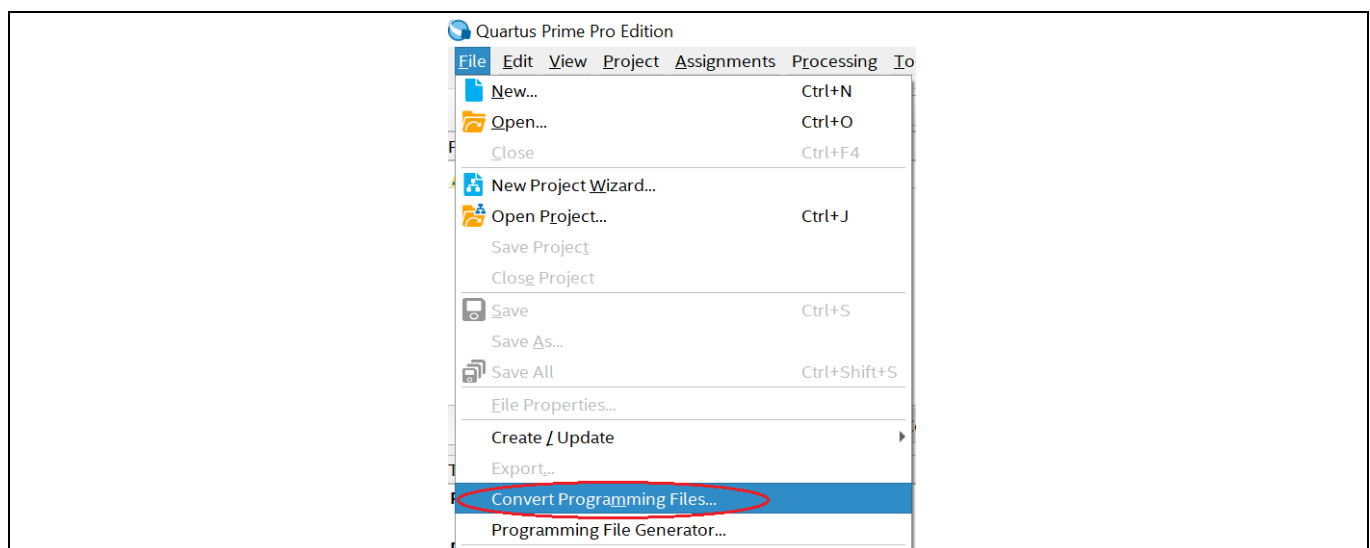 Quartus Prime Pro Edition
File Edit View Project Assignments Processing To
New... Ctrl+N
Open... Ctrl+O
Close Ctrl+F4
New Project Wizard...
Open Project... Ctrl+J
Save Project
Close Project
Save Ctrl+S
Save As...
Save All Ctrl+Shift+S
File Properties...
Create / Update
Export...
Convert Programming Files...
Programming File Generator...